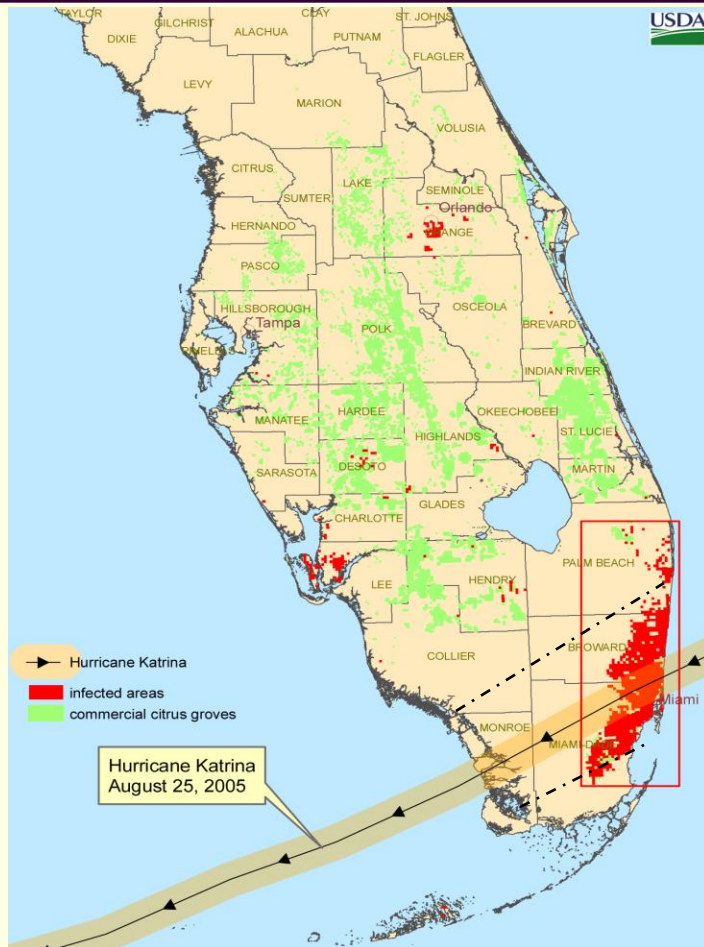 TAYLOR
GILCHRIST
CLAY
ST. JOHNS
USDA
DIXIE
ALACHUA
PUTNAM
FLAGLER
LEVY
MARION
VOLUSIA
CITRUS
LAKE
SUMTER
SEMINOLE
Orlando
HERNANDO
ORANGE
PASCO
HILLSBOROUGH
OSCEOLA
Tampa
POLK
BREVARD
PINELLAS
INDIAN RIVER
MANATEE
HARDEE
OKEECHOBEE
HIGHLANDS
ST. LUCIE
SARASOTA
DESOTO
MARTIN
CHARLOTTE
GLADES
PALM BEACH
LEE
HENDRY
BROWARD
COLLIER
Hurricane Katrina
infected areas
commercial citrus groves
MONROE
Miami
MIAMI-DADE
Hurricane Katrina
August 25, 2005